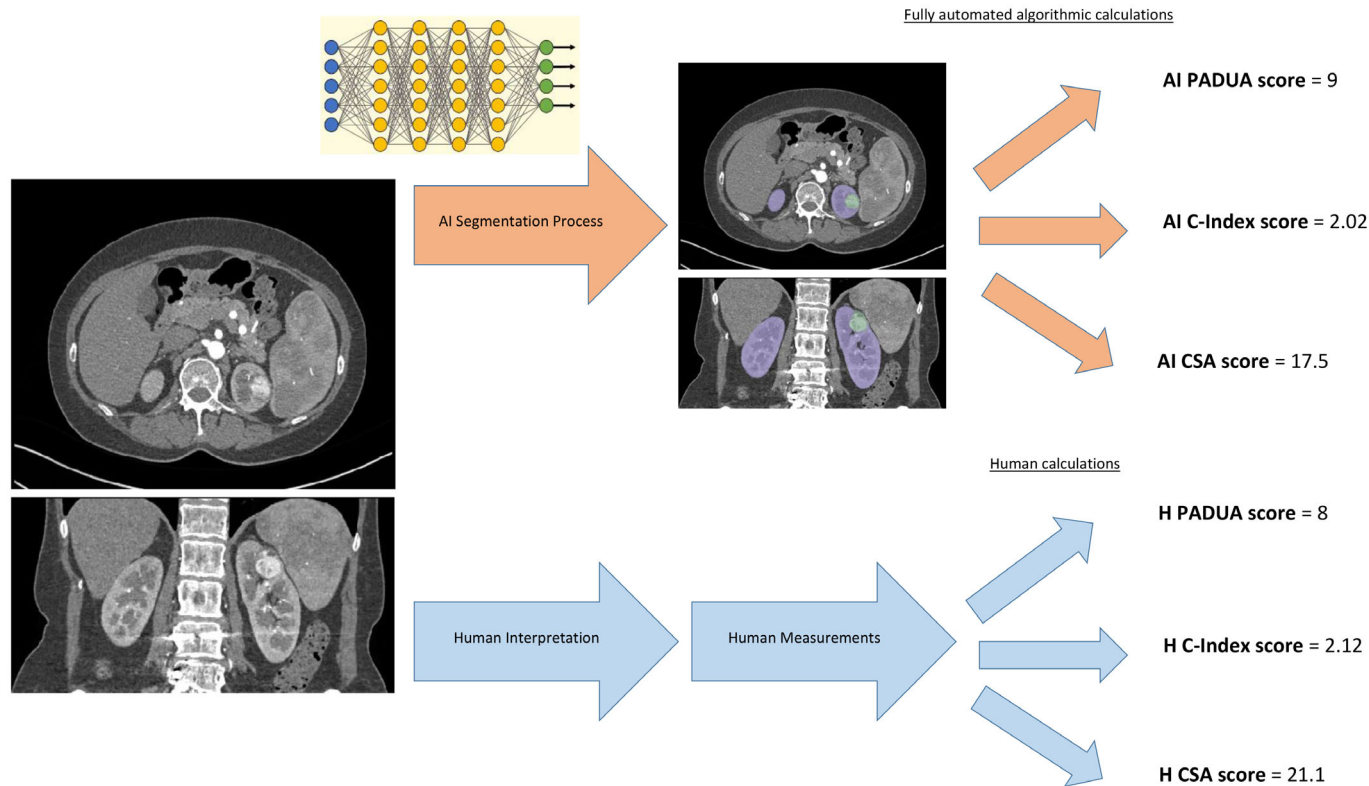 Fully automated algorithmic calculations
AI PADUA score = 9
AI Segmentation Process
AI C-Index score = 2.02
AI CSA score = 17.5
Human calculations
H PADUA score = 8
Human Interpretation
Human Measurements
H C-Index score = 2.12
H CSA score = 21.1